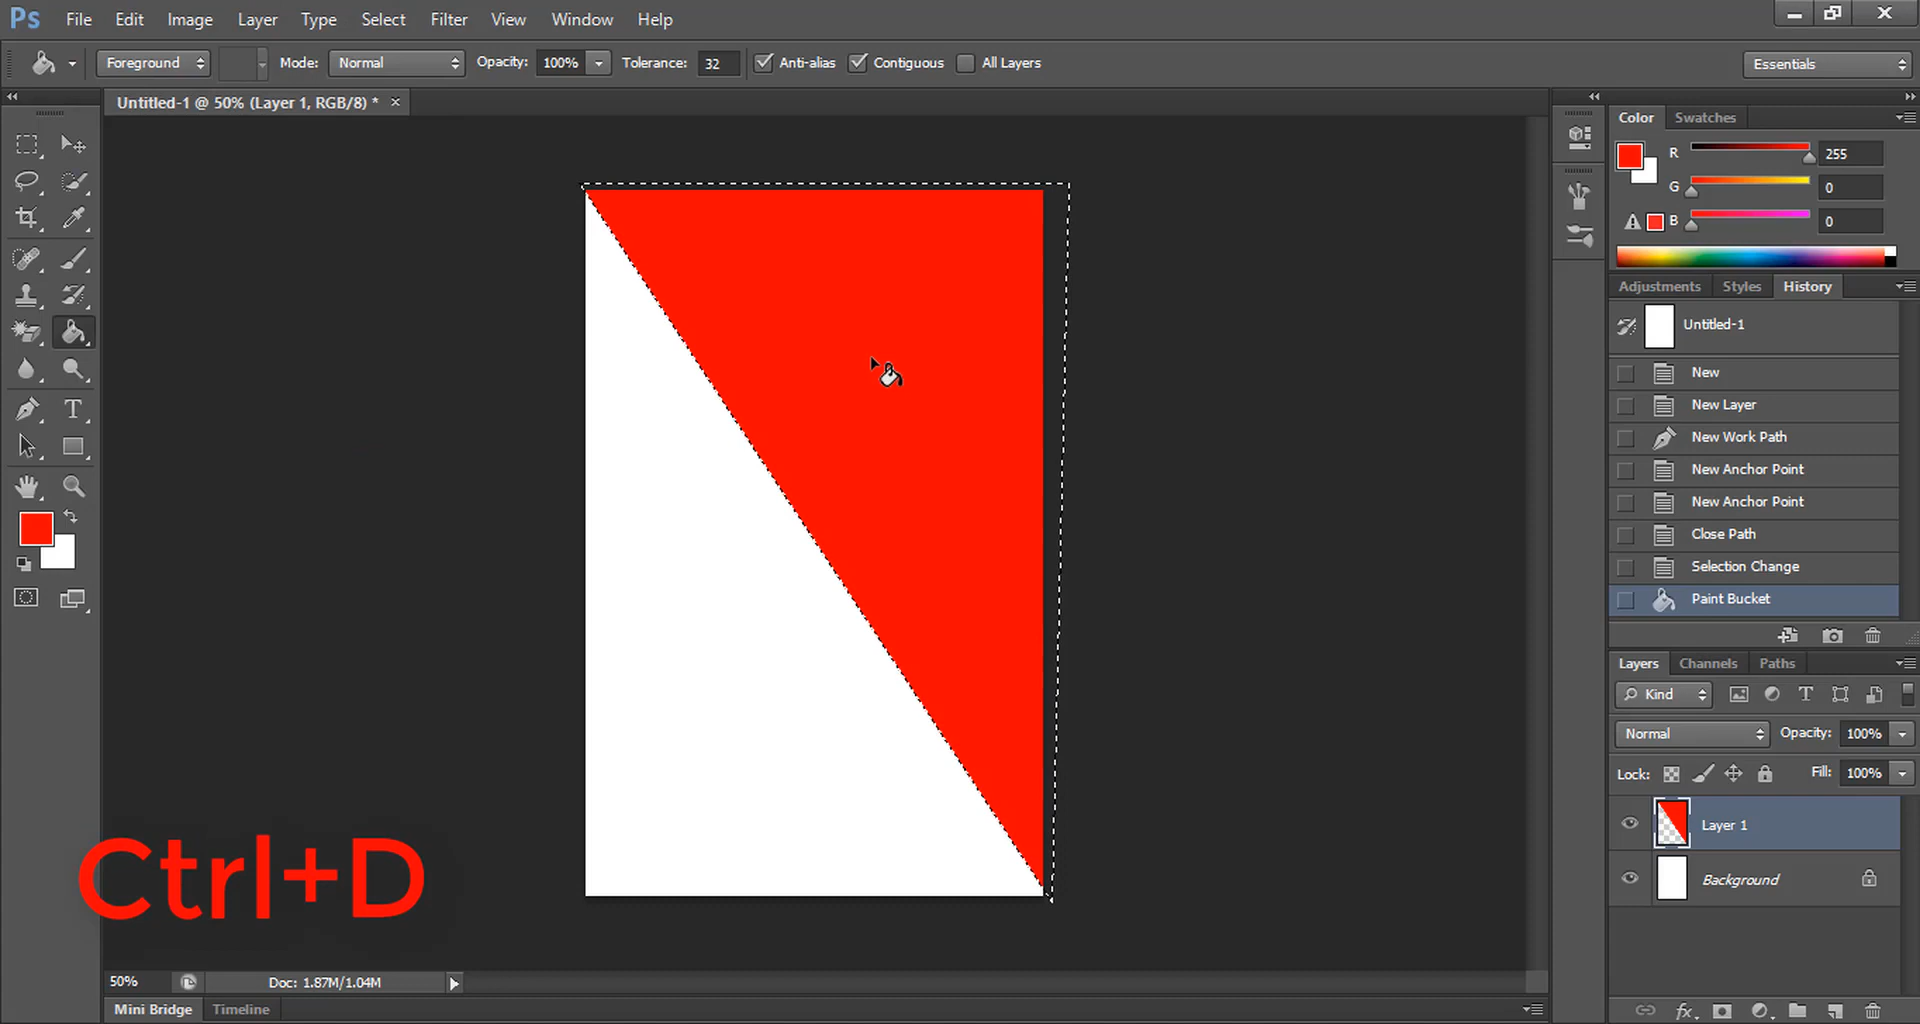 Ps File Edit Image Layer Type Select Filter View Window Help
Foreground Mode: Normal Opacity: 100% Tolerance: 32 Anti-alias Contiguous All Layers Essentials
Untitled-1 @ 50% (Layer 1, RGB/8) *
Color Swatches
R 255
G 0
B 0
Adjustments Styles History
Untitled-1
New
New Layer
New Work Path
New Anchor Point
New Anchor Point
Close Path
Selection Change
Paint Bucket
Layers Channels Paths
Kind
Normal Opacity: 100%
Lock: Fill: 100%
Layer 1
Background
Ctrl+D
50% Doc: 1.87M/1.04M
Mini Bridge Timeline